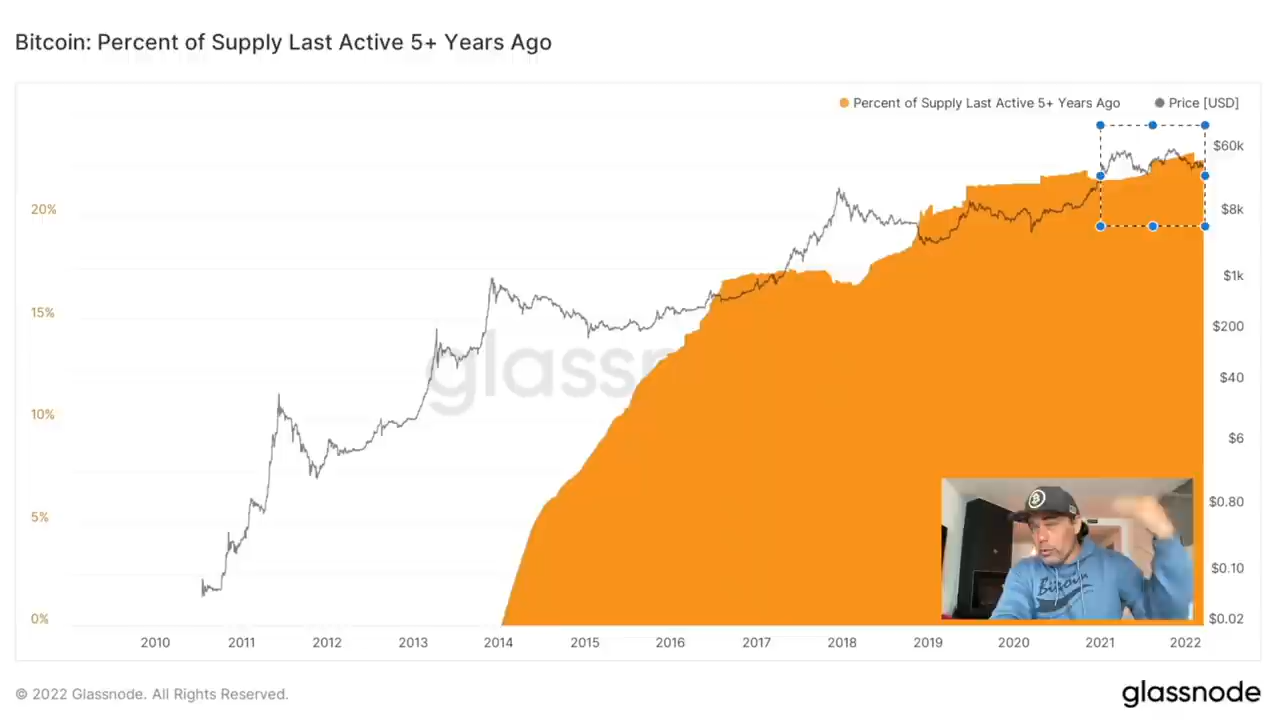 Bitcoin: Percent of Supply Last Active 5+ Years Ago
Percent of Supply Last Active 5+ Years Ago
Price [USD]
20%
15%
10%
5%
0%
$60k
$8k
$1k
$200
$40
$6
$0.80
$0.10
$0.02
glassn
Bitcoin
2010 2011 2012 2013 2014 2015 2016 2017 2018 2019 2020 2021 2022
© 2022 Glassnode. All Rights Reserved.
glassnode